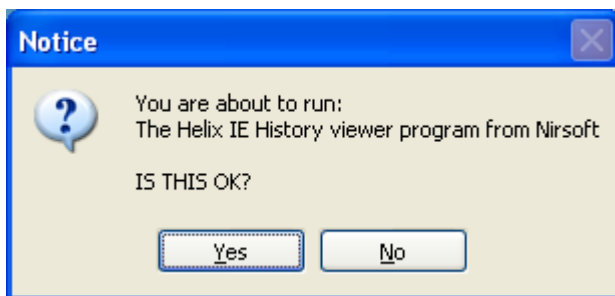 Notice
You are about to run:
The Helix IE History viewer program from Nirsoft
IS THIS OK?
Yes
No